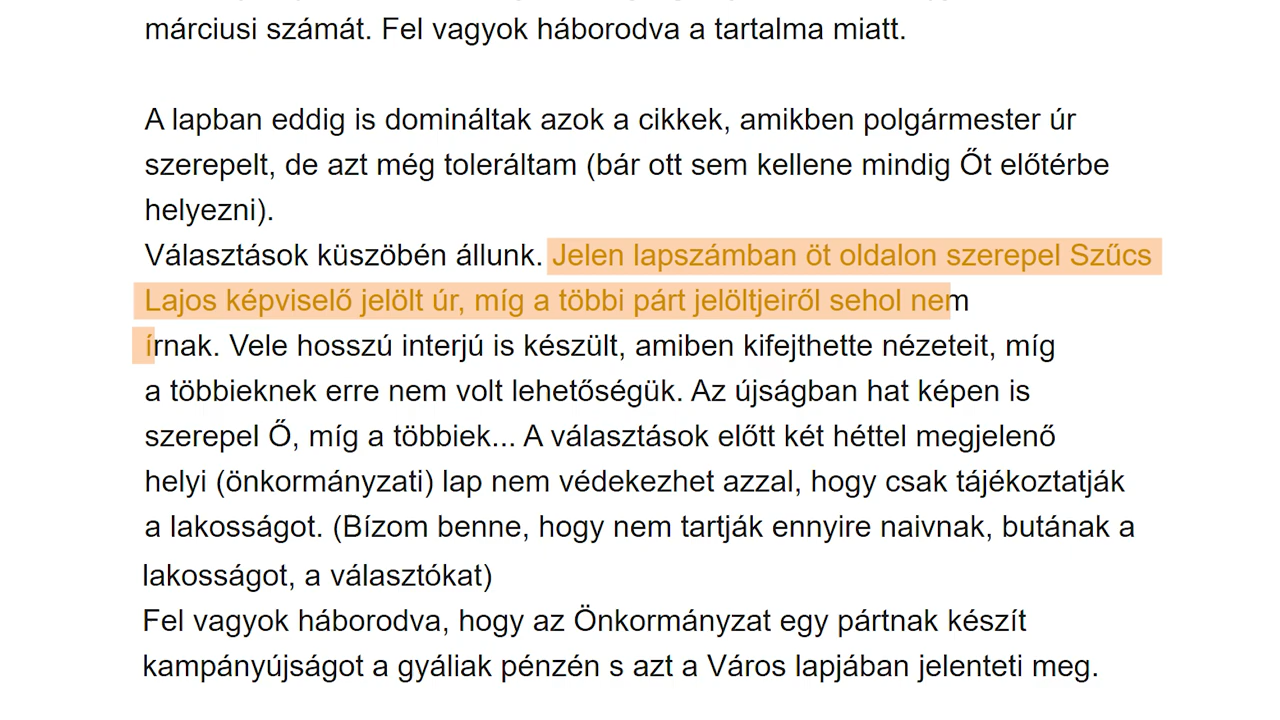 márciusi számát. Fel vagyok háborodva a tartalma miatt.
A lapban eddig is domináltak azok a cikkek, amikben polgármester úr
szerepelt, de azt még toleráltam (bár ott sem kellene mindig Őt előtérbe
helyezni).
Választások küszöbén állunk. Jelen lapszámban öt oldalon szerepel Szűcs
Lajos képviselő jelölt úr, míg a többi párt jelöltjeiről sehol nem
írnak. Vele hosszú interjú is készült, amiben kifejthette nézeteit, míg
a többieknek erre nem volt lehetőségük. Az újságban hat képen is
szerepel Ő, míg a többiek... A választások előtt két héttel megjelenő
helyi (önkormányzati) lap nem védekezhet azzal, hogy csak tájékoztatják
a lakosságot. (Bízom benne, hogy nem tartják ennyire naivnak, butának a
lakosságot, a választókat)
Fel vagyok háborodva, hogy az Önkormányzat egy pártnak készít
kampányújságot a gyáliak pénzén s azt a Város lapjában jelenteti meg.